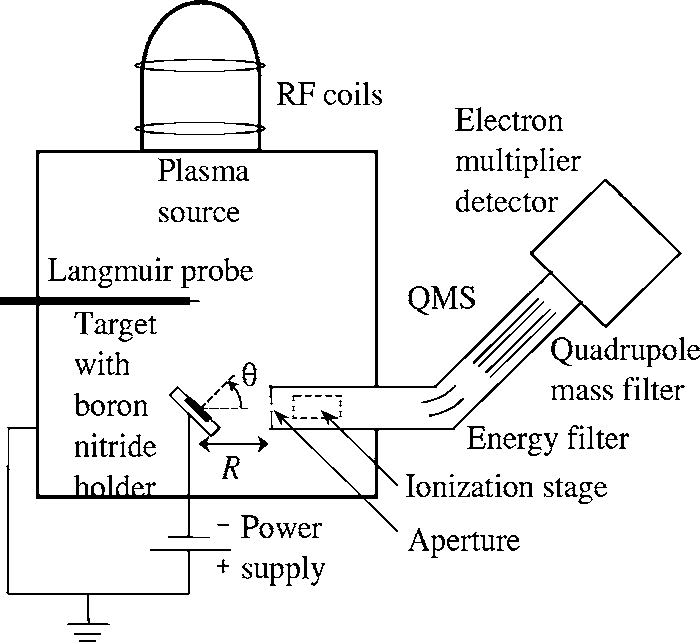 RF coils
Electron
multiplier
detector
Plasma
source
Langmuir probe
QMS
Target
with
boron
nitride
holder
θ
R
Quadrupole
mass filter
Energy filter
Ionization stage
Aperture
− Power
+ supply